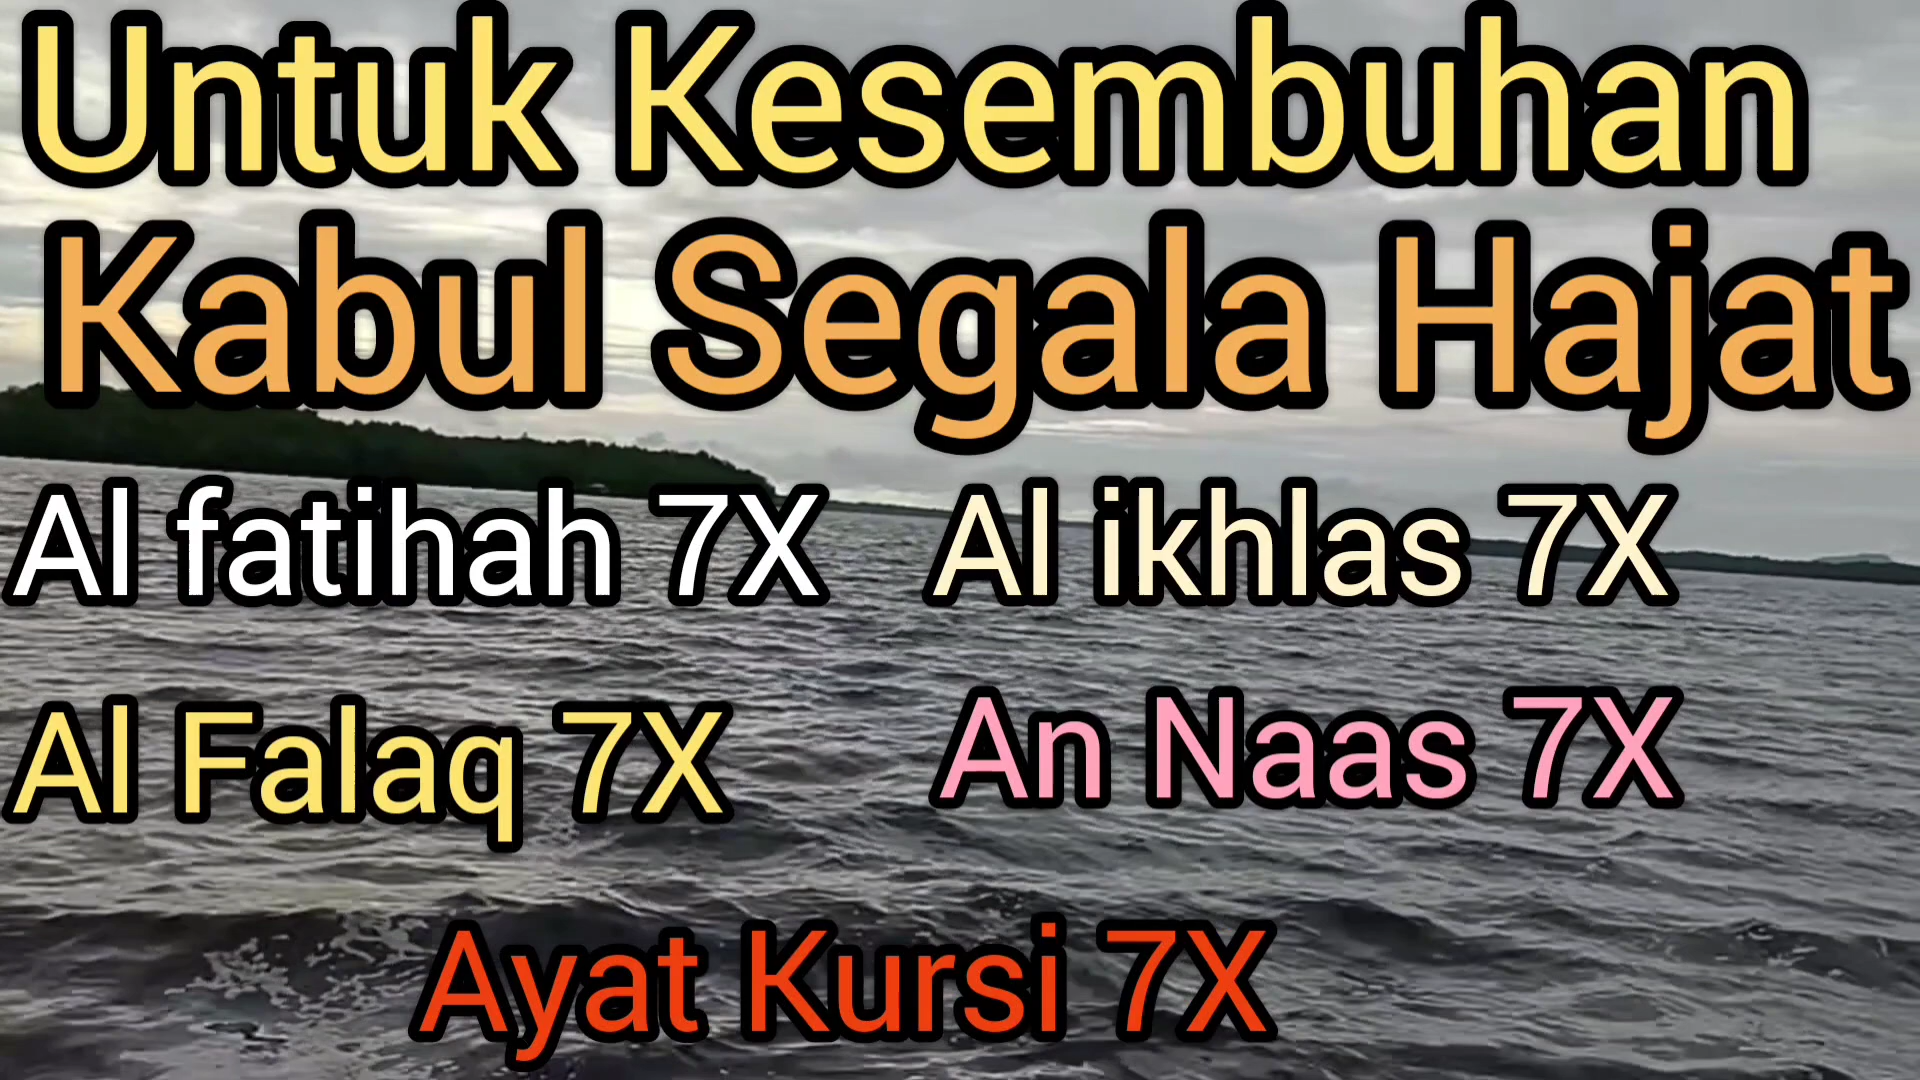 Untuk Kesembuhan
Kabul Segala Hajat
Al fatihah 7X
Al ikhlas 7X
Al Falaq 7X
An Naas 7X
Ayat Kursi 7X